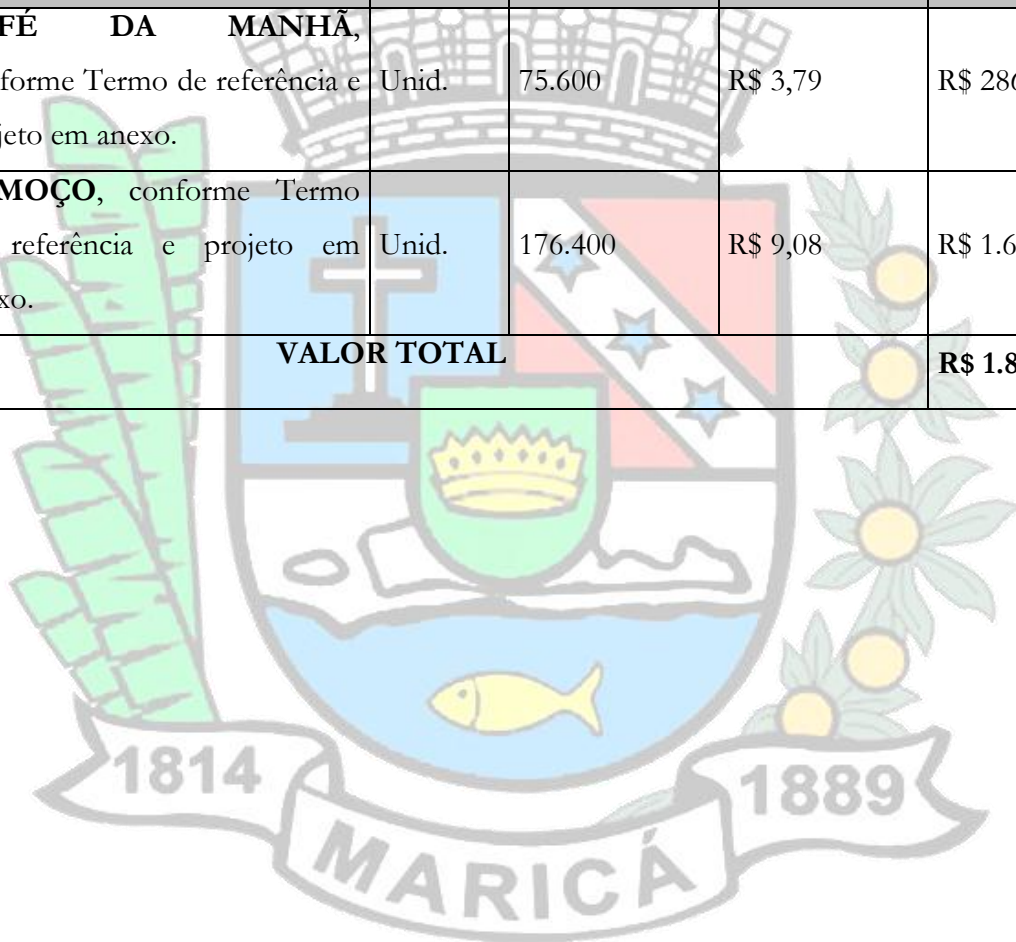 FÉ DA MANHÃ,
forme Termo de referência e Unid. 75.600 R$ 3,79 R$ 286
jeto em anexo.
MOÇO, conforme Termo
referência e projeto em Unid. 176.400 R$ 9,08 R$ 1.6
xo.
VALOR TOTAL R$ 1.8
1814 1889
MARICÁ